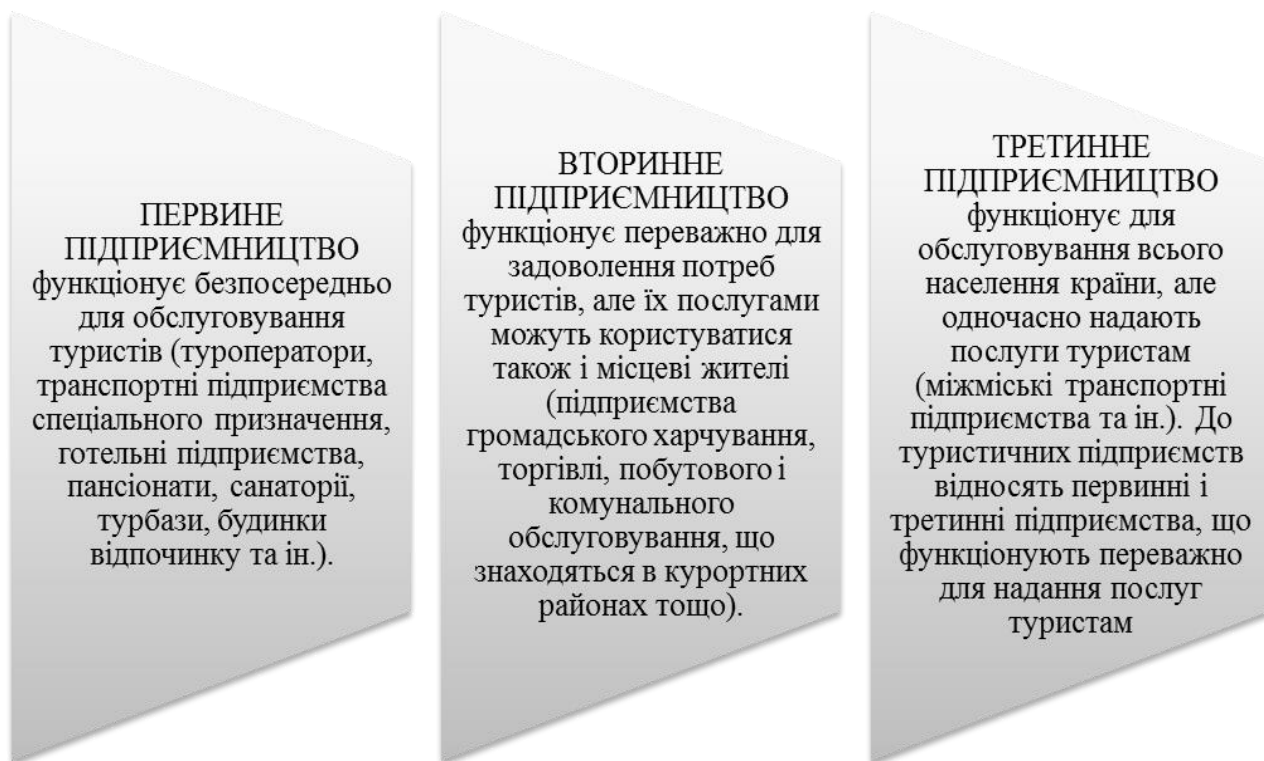 ПЕРВИНЕ
ПІДПРИЄМНИЦТВО
функціонує безпосередньо
для обслуговування
туристів (туроператори,
транспортні підприємства
спеціального призначення,
готельні підприємства,
пансіонати, санаторії,
турбази, будинки
відпочинку та ін.).
ВТОРИННЕ
ПІДПРИЄМНИЦТВО
функціонує переважно для
задоволення потреб
туристів, але їх послугами
можуть користуватися
також і місцеві жителі
(підприємства
громадського харчування,
торгівлі, побутового і
комунального
обслуговування, що
знаходяться в курортних
районах тощо).
ТРЕТИННЕ
ПІДПРИЄМНИЦТВО
функціонує для
обслуговування всього
населення країни, але
одночасно надають
послуги туристам
(міжміські транспортні
підприємства та ін.). До
туристичних підприємств
відносять первинні і
третинні підприємства, що
функціонують переважно
для надання послуг
туристам